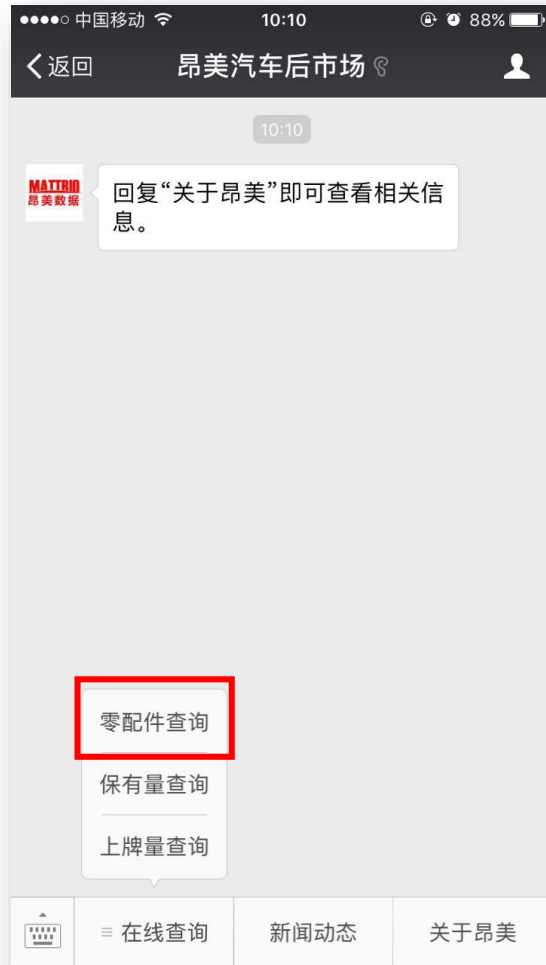 中国移动 10:10 88%
返回 昂美汽车后市场
10:10
MATTRIO
昂美数据
回复“关于昂美”即可查看相关信
息。
零配件查询
保有量查询
上牌量查询
在线查询 新闻动态 关于昂美